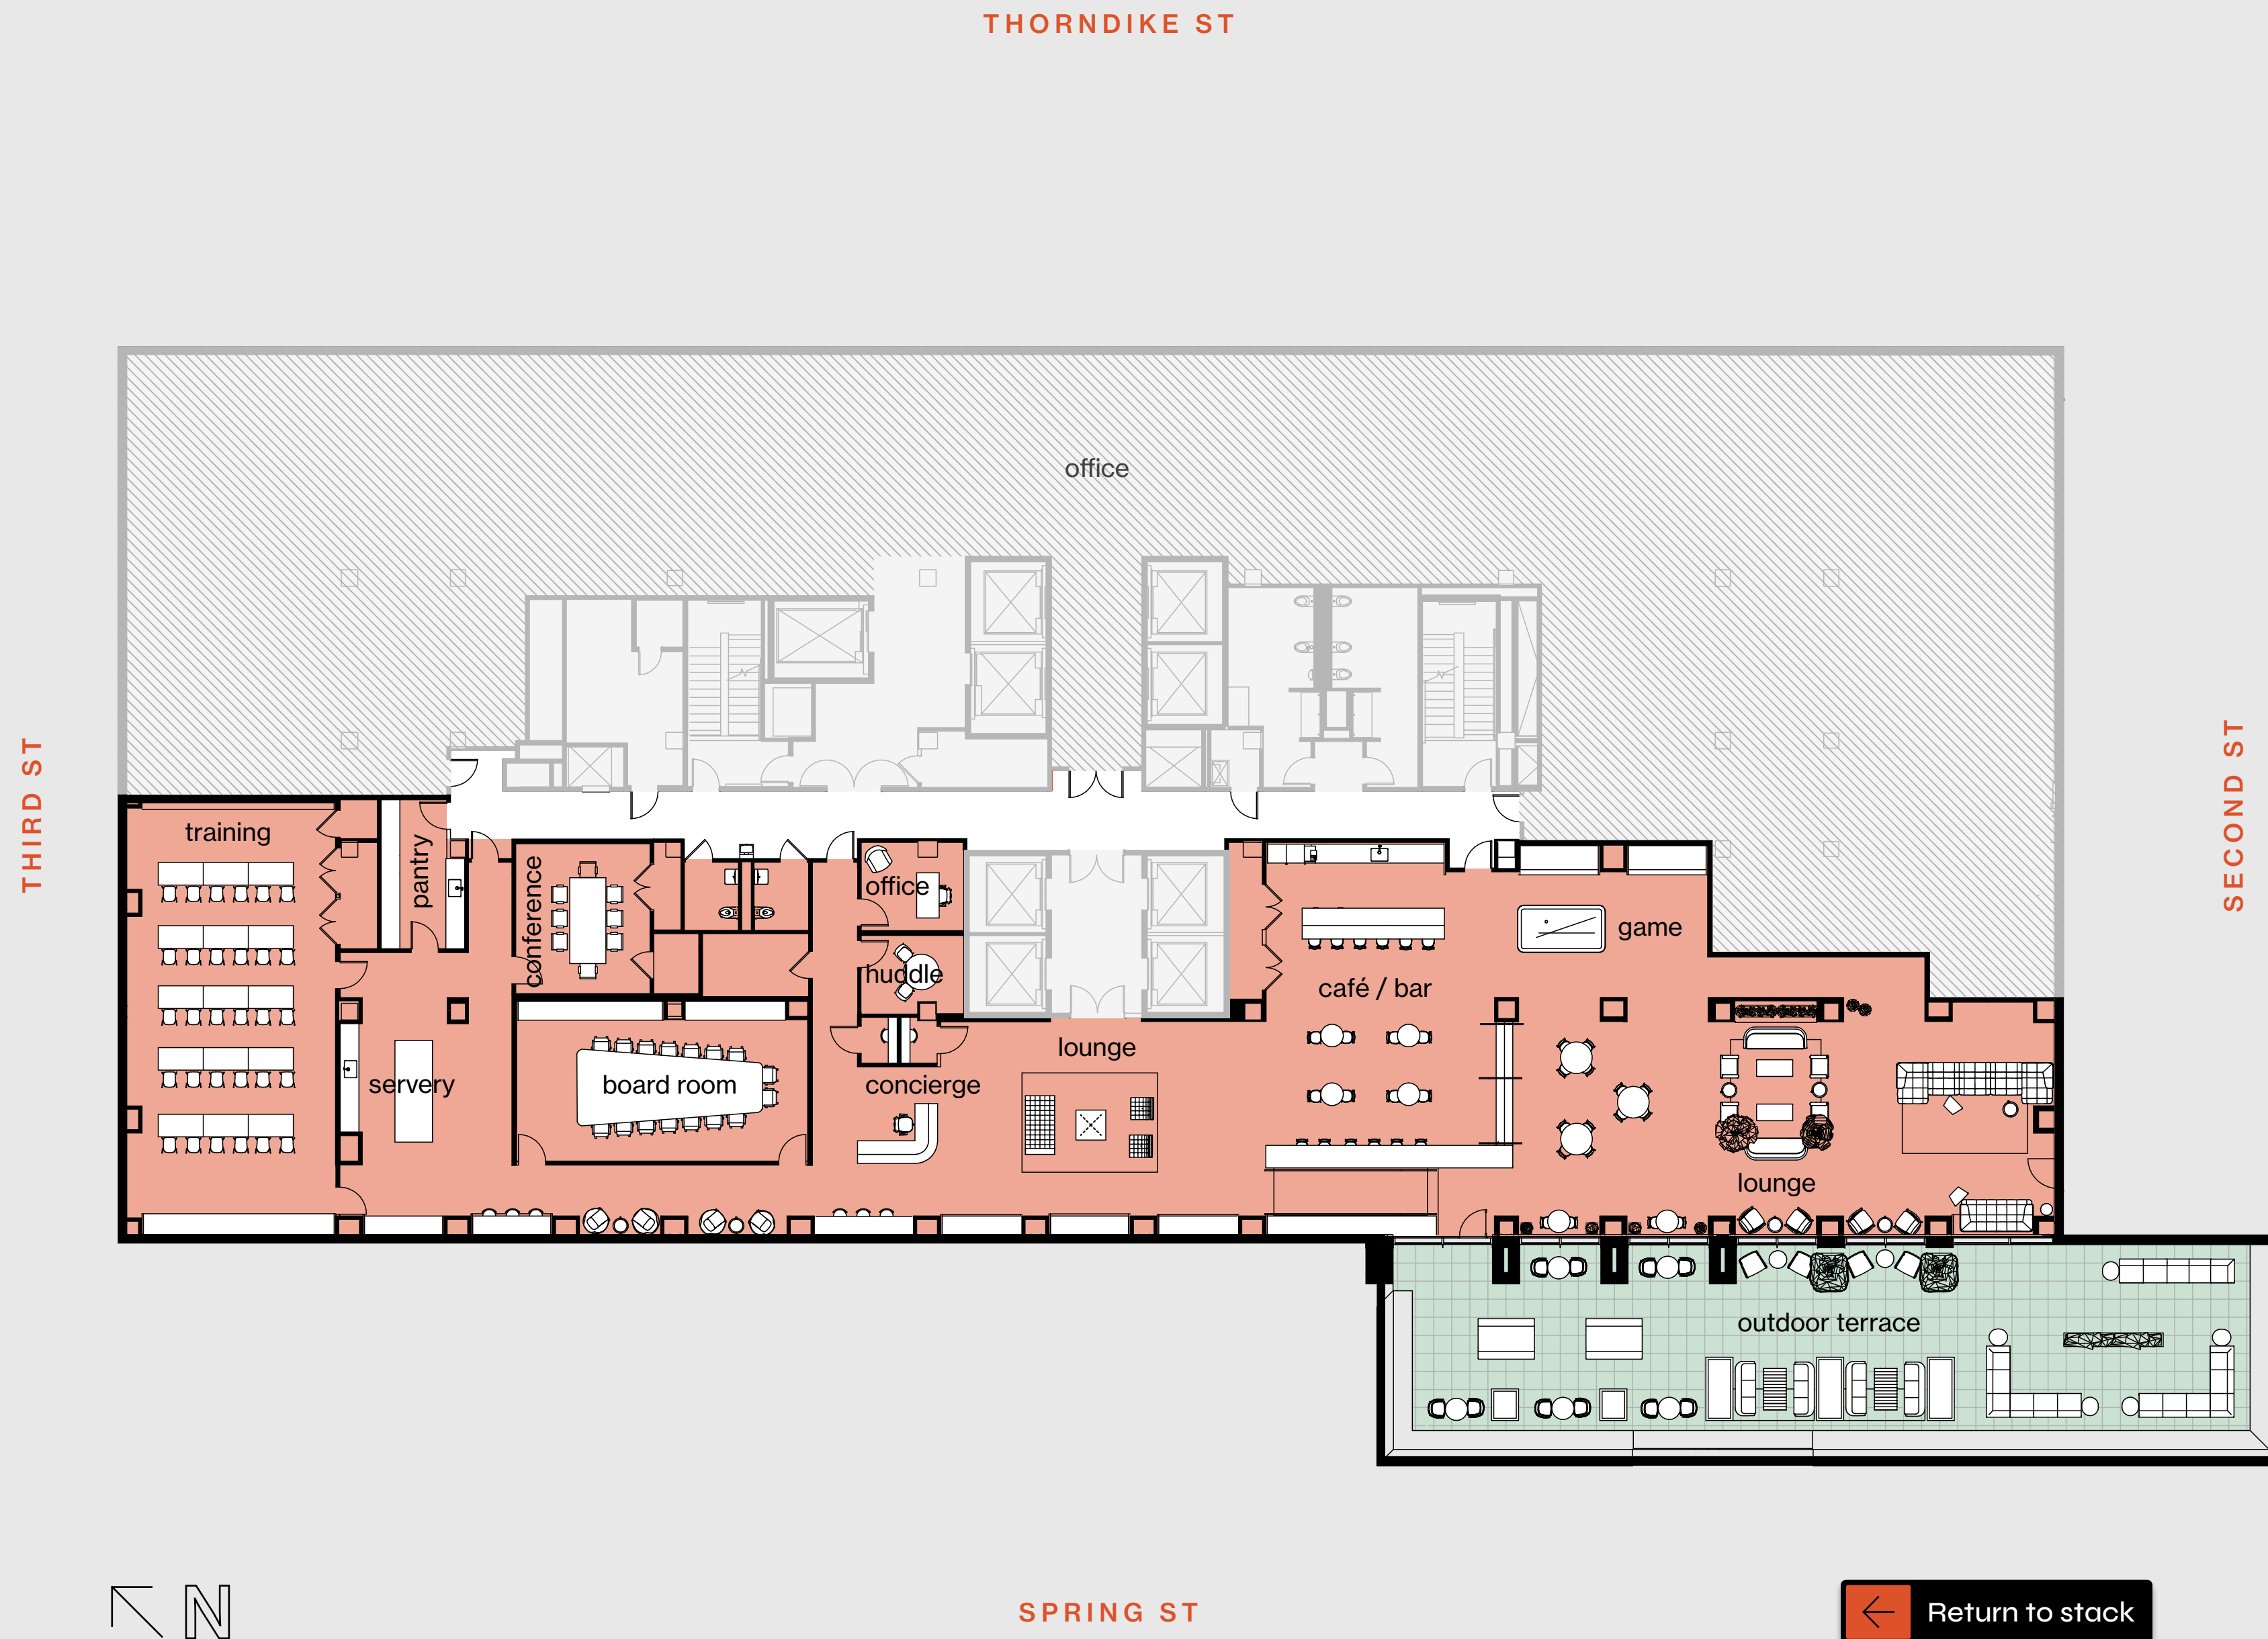 THORNDIKE ST
office
THIRD ST
SECOND ST
training
pantry
conference
office
huddle
game
café / bar
lounge
servery
board room
concierge
lounge
outdoor terrace
N
SPRING ST
Return to stack